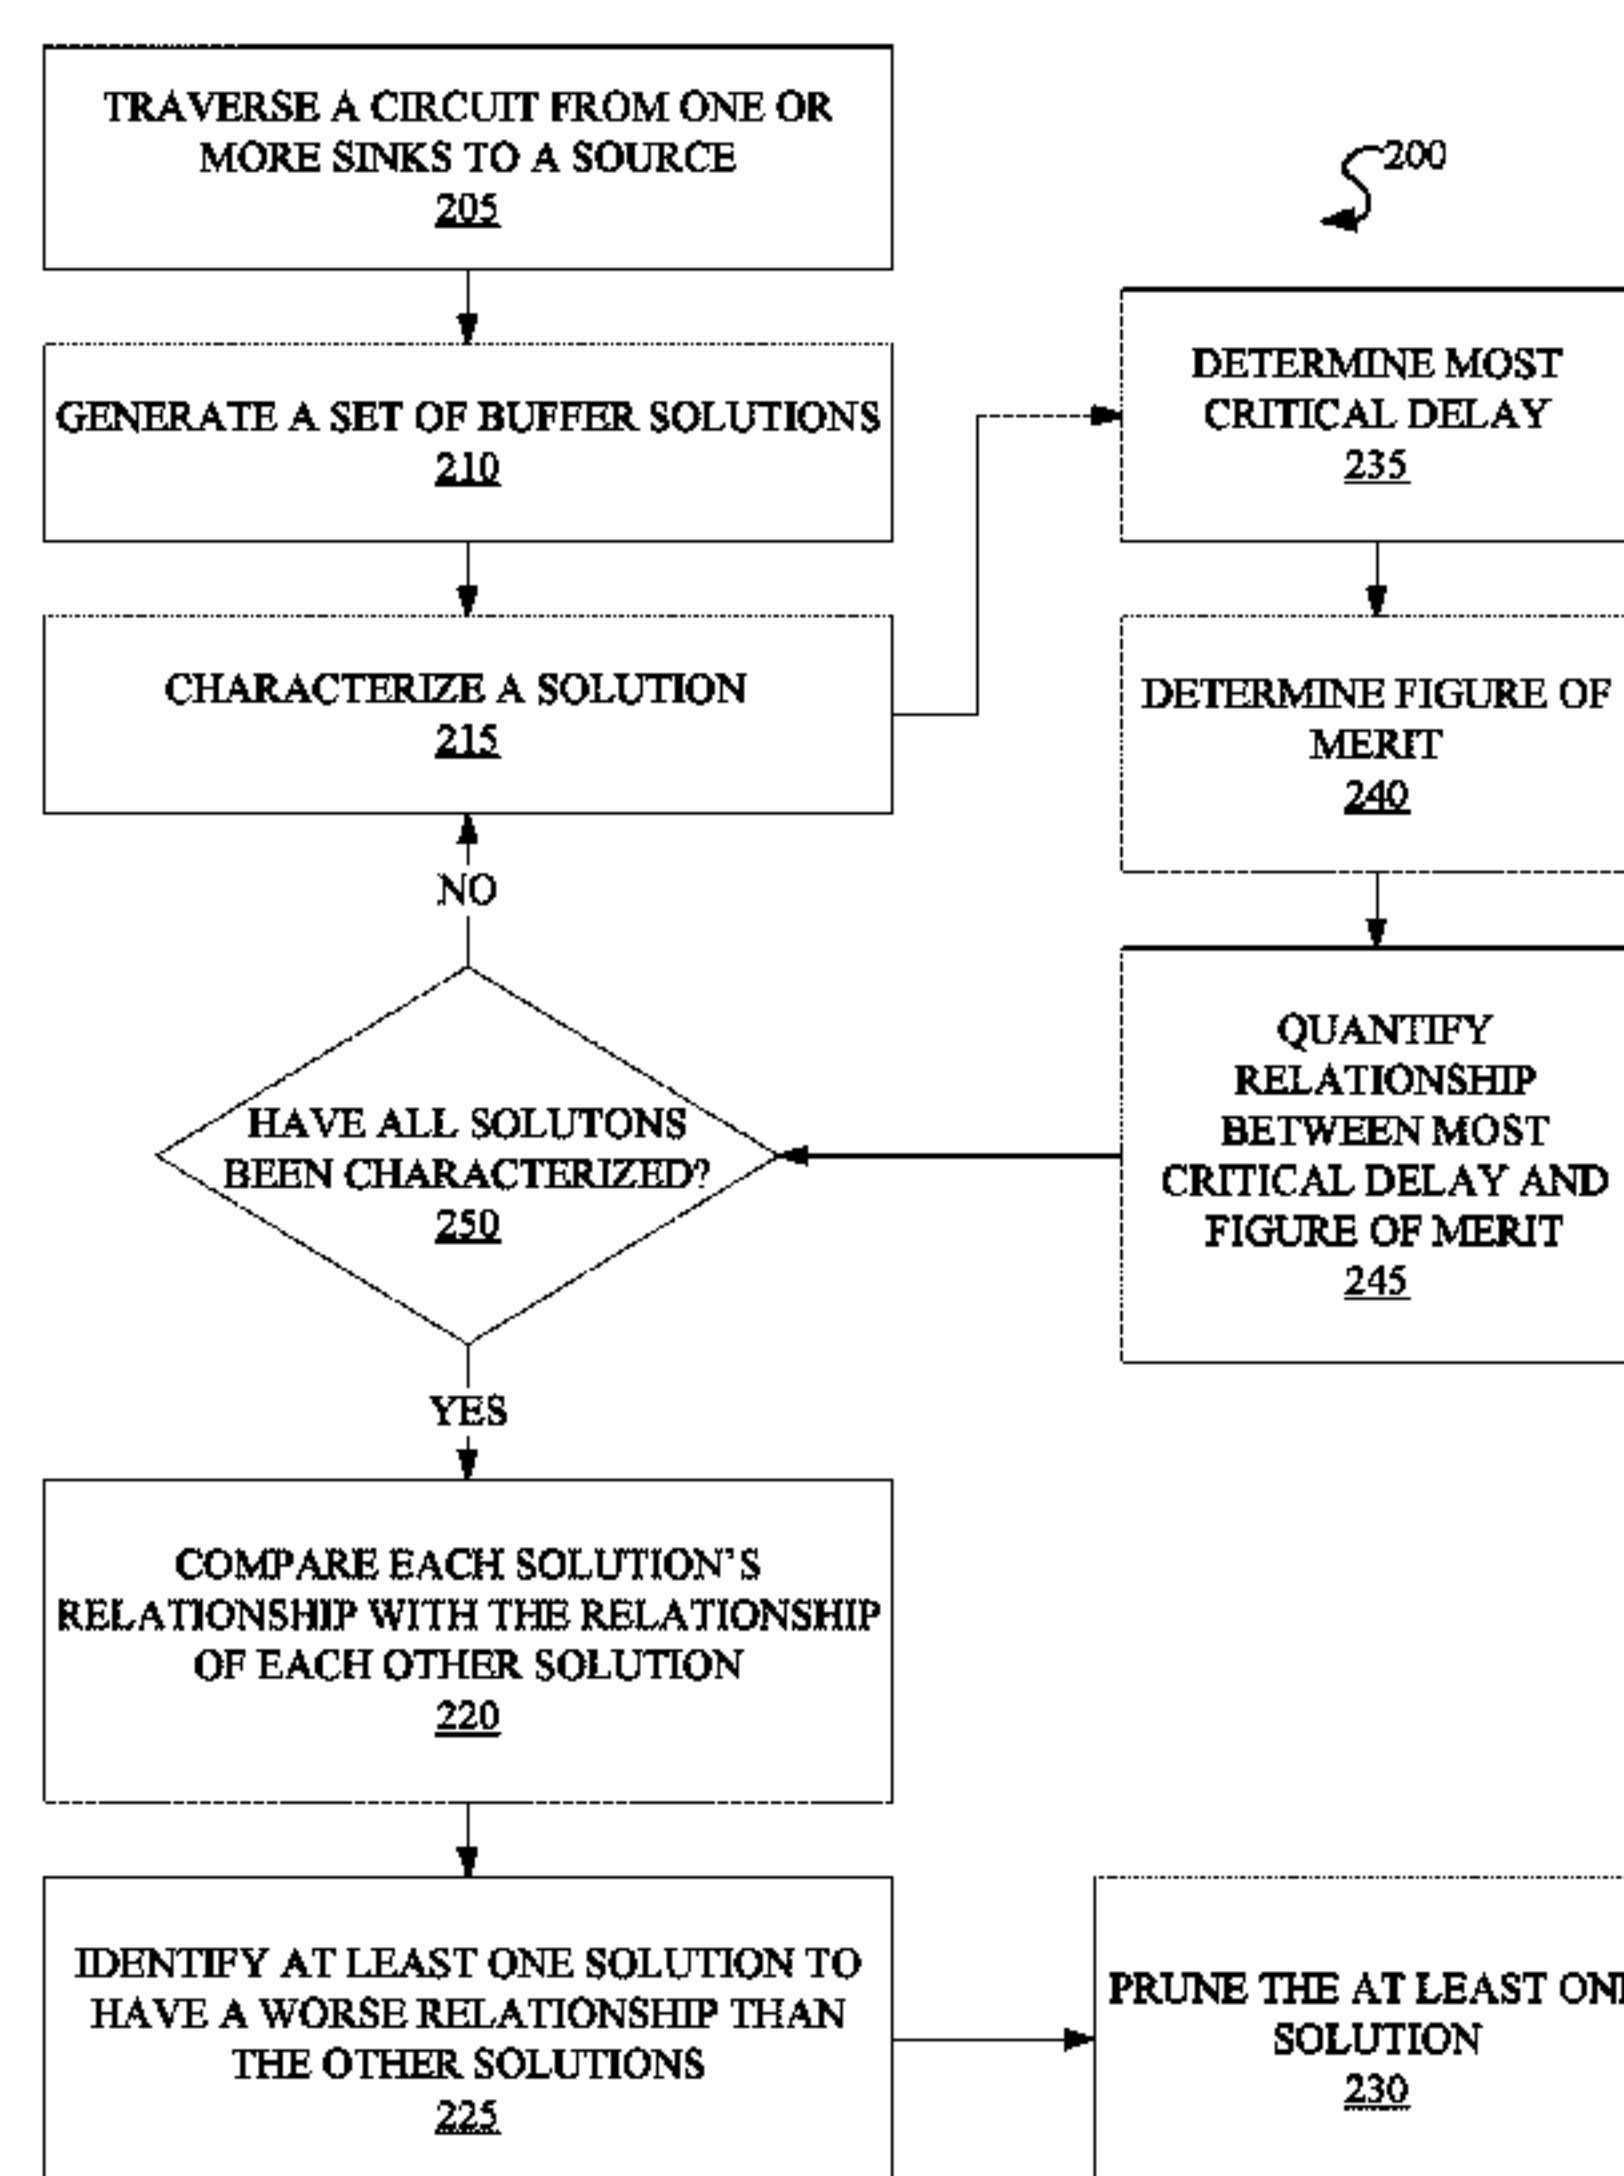 TRAVERSE A CIRCUIT FROM ONE OR
MORE SINKS TO A SOURCE
205
200
GENERATE A SET OF BUFFER SOLUTIONS
210
DETERMINE MOST
CRITICAL DELAY
235
CHARACTERIZE A SOLUTION
215
DETERMINE FIGURE OF
MERIT
240
NO
HAVE ALL SOLUTONS
BEEN CHARACTERIZED?
250
QUANTIFY
RELATIONSHIP
BETWEEN MOST
CRITICAL DELAY AND
FIGURE OF MERIT
245
YES
COMPARE EACH SOLUTION'S
RELATIONSHIP WITH THE RELATIONSHIP
OF EACH OTHER SOLUTION
220
IDENTIFY AT LEAST ONE SOLUTION TO
HAVE A WORSE RELATIONSHIP THAN
THE OTHER SOLUTIONS
225
PRUNE THE AT LEAST ONE
SOLUTION
230